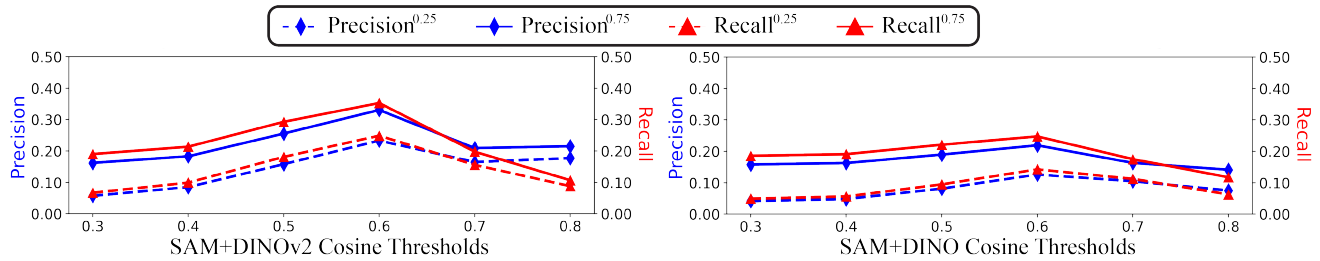 Precision^0.25 Precision^0.75 Recall^0.25 Recall^0.75
0.50 0.50 0.50 0.50
0.40 0.40 0.40 0.40
0.30 0.30 0.30 0.30
0.20 0.20 0.20 0.20
0.10 0.10 0.10 0.10
0.00 0.00 0.00 0.00
Precision Recall Precision Recall
0.3 0.4 0.5 0.6 0.7 0.8 0.3 0.4 0.5 0.6 0.7 0.8
SAM+DINOv2 Cosine Thresholds SAM+DINO Cosine Thresholds